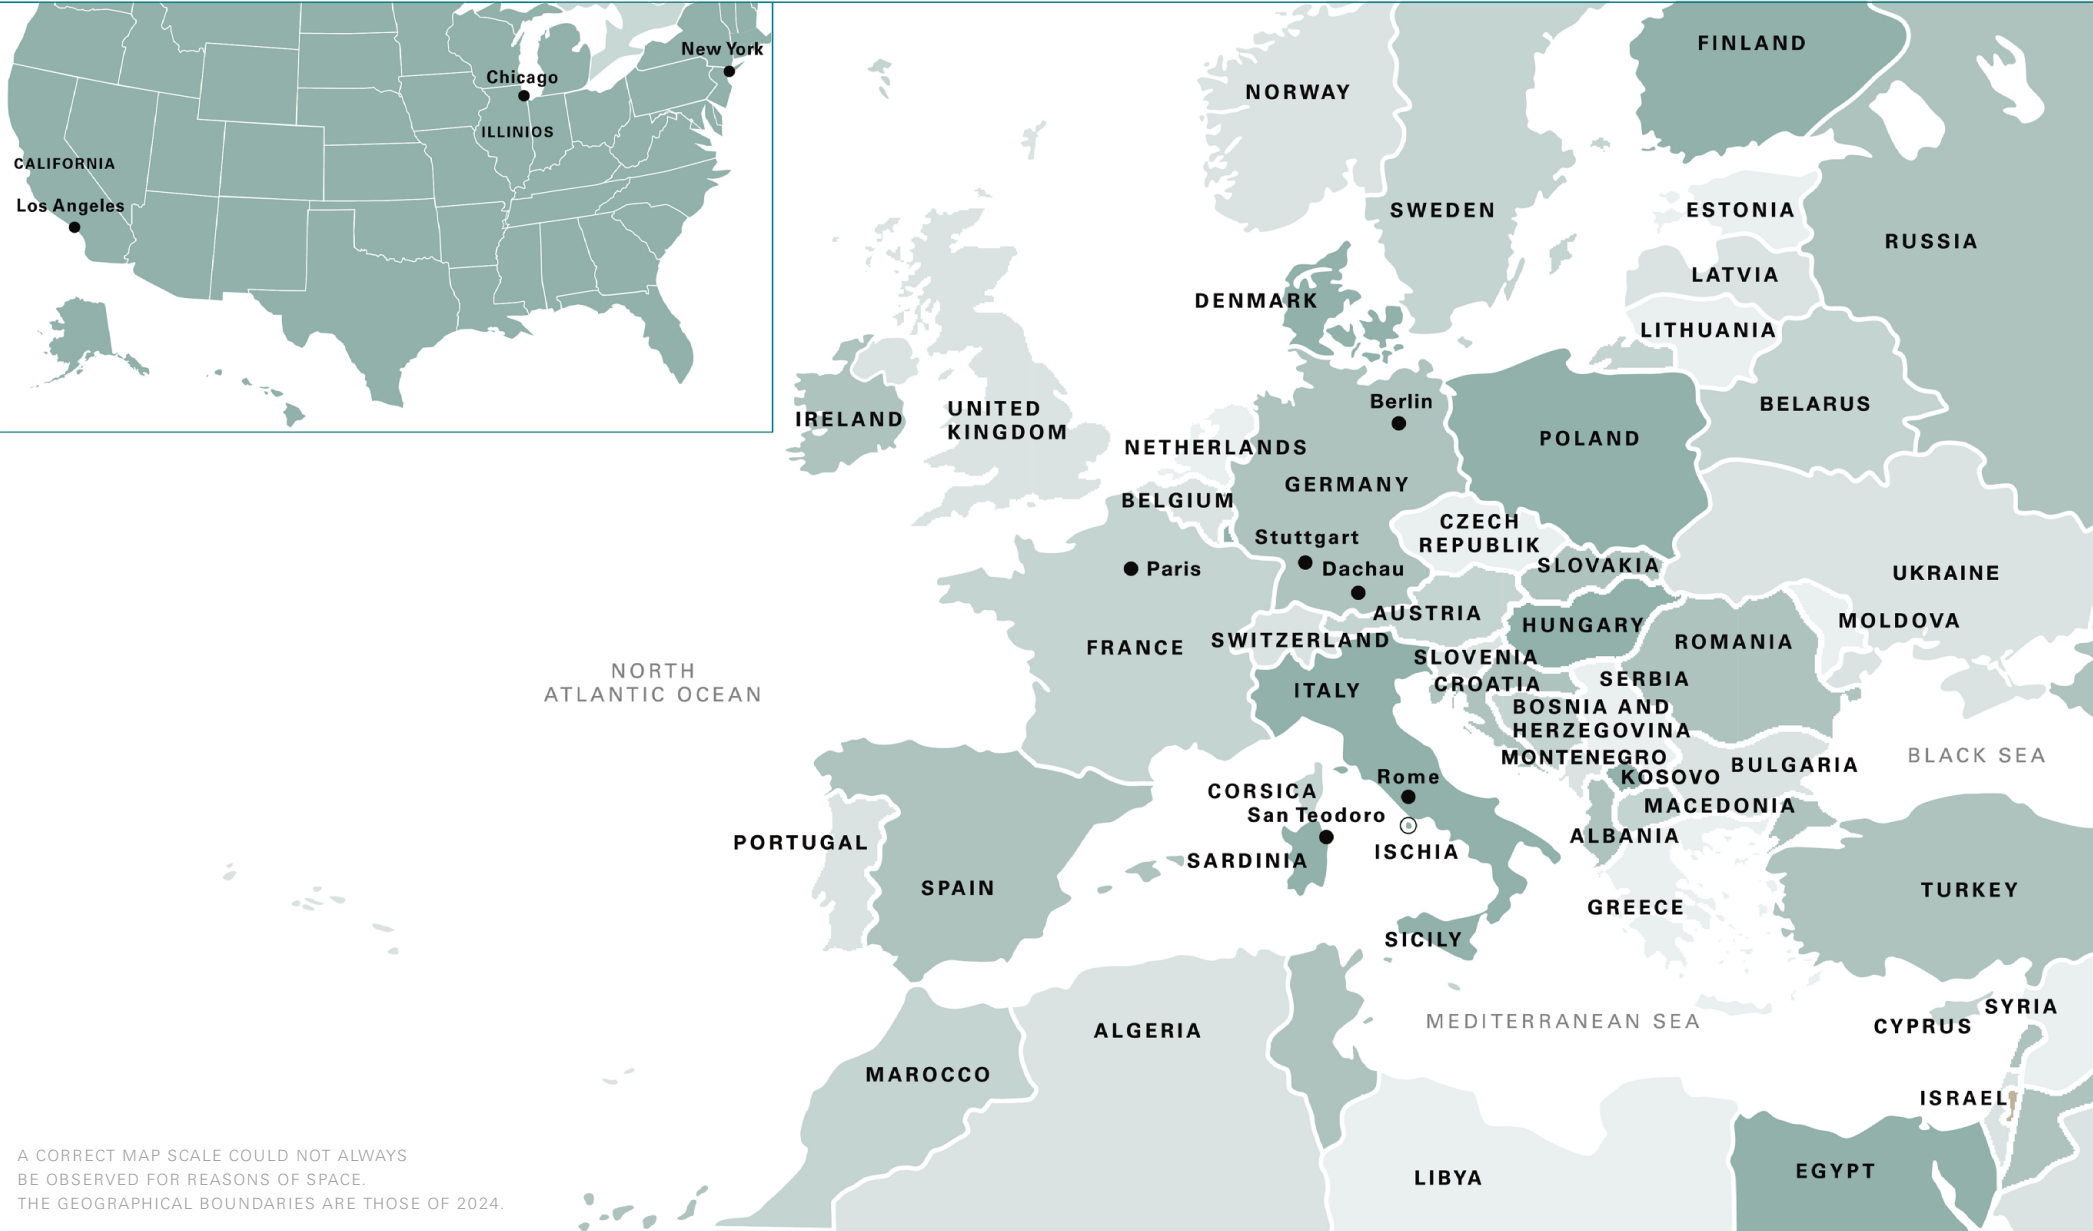 New York
Chicago
ILLINIOS
CALIFORNIA
Los Angeles
FINLAND
NORWAY
SWEDEN
ESTONIA
RUSSIA
LATVIA
DENMARK
LITHUANIA
BELARUS
IRELAND
UNITED
KINGDOM
Berlin
NETHERLANDS
POLAND
GERMANY
BELGIUM
CZECH
REPUBLIK
Stuttgart
Paris
Dachau
SLOVAKIA
UKRAINE
AUSTRIA
HUNGARY
MOLDOVA
FRANCE
SWITZERLAND
ROMANIA
SLOVENIA
NORTH
ATLANTIC OCEAN
ITALY
CROATIA
SERBIA
BOSNIA AND
HERZEGOVINA
MONTENEGRO
KOSOVO
BULGARIA
BLACK SEA
Rome
CORSICA
San Teodoro
MACEDONIA
PORTUGAL
ALBANIA
ISCHIA
SARDINIA
SPAIN
TURKEY
GREECE
SICILY
SYRIA
CYPRUS
MEDITERRANEAN SEA
ALGERIA
MAROCCO
ISRAEL
LIBYA
EGYPT
A CORRECT MAP SCALE COULD NOT ALWAYS
BE OBSERVED FOR REASONS OF SPACE.
THE GEOGRAPHICAL BOUNDARIES ARE THOSE OF 2024.